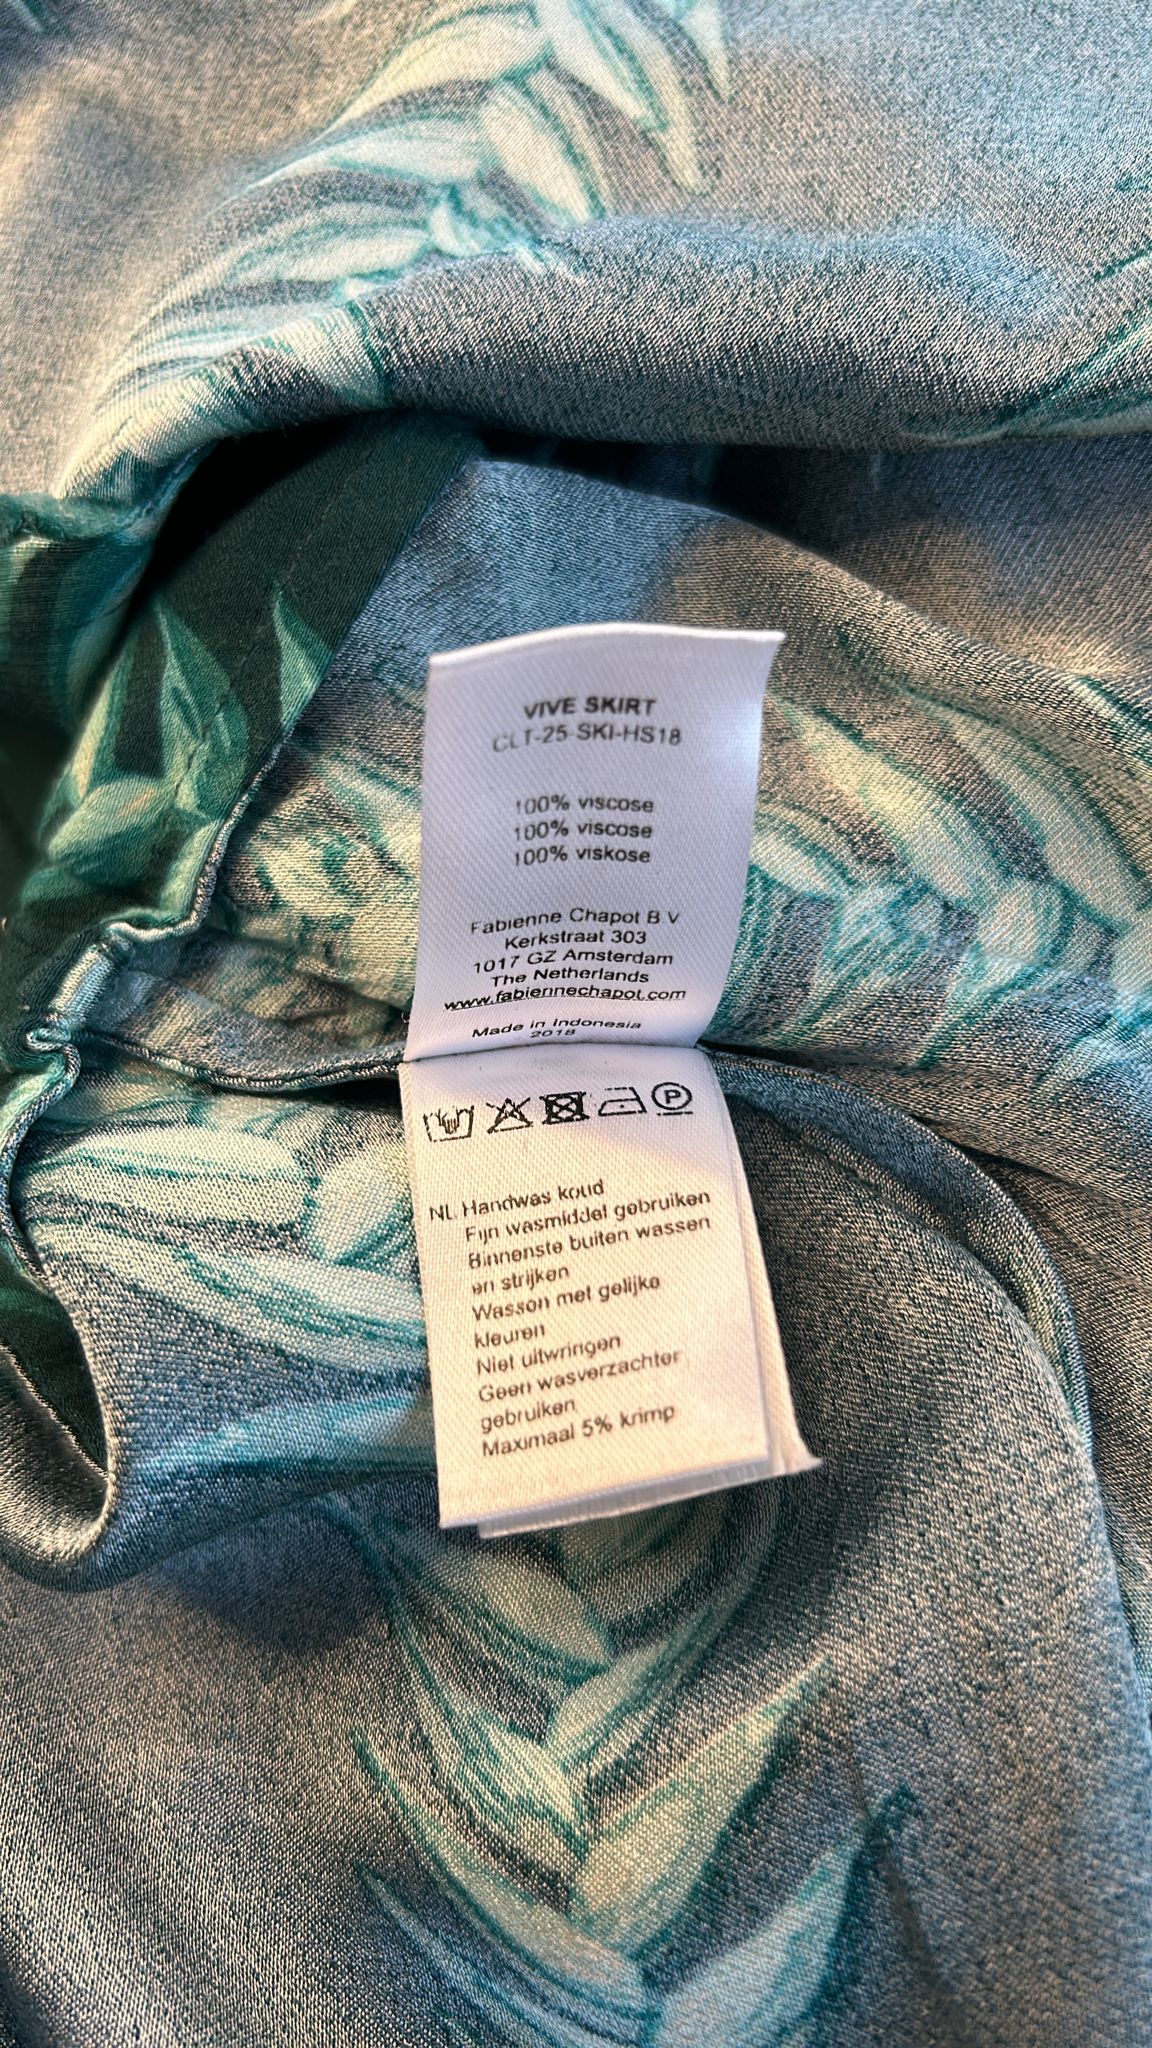 VIVE SKIRT
CLT-25-SKI-HS18
100% viscose
100% viscose
100% viskose
Fabienne Chapot B.V
Kerkstraat 303
1017 GZ Amsterdam
The Netherlands
www.fabiennechapot.com
Made in Indonesia
2018
P
NL Handwas koud
Fijn wasmiddel gebruiken
Binnenste buiten wassen
en strijken
Wassen met gelijke
kleuren
Niet uitwringen
Geen wasverzachter
gebruiken
Maximaal 5% krimp